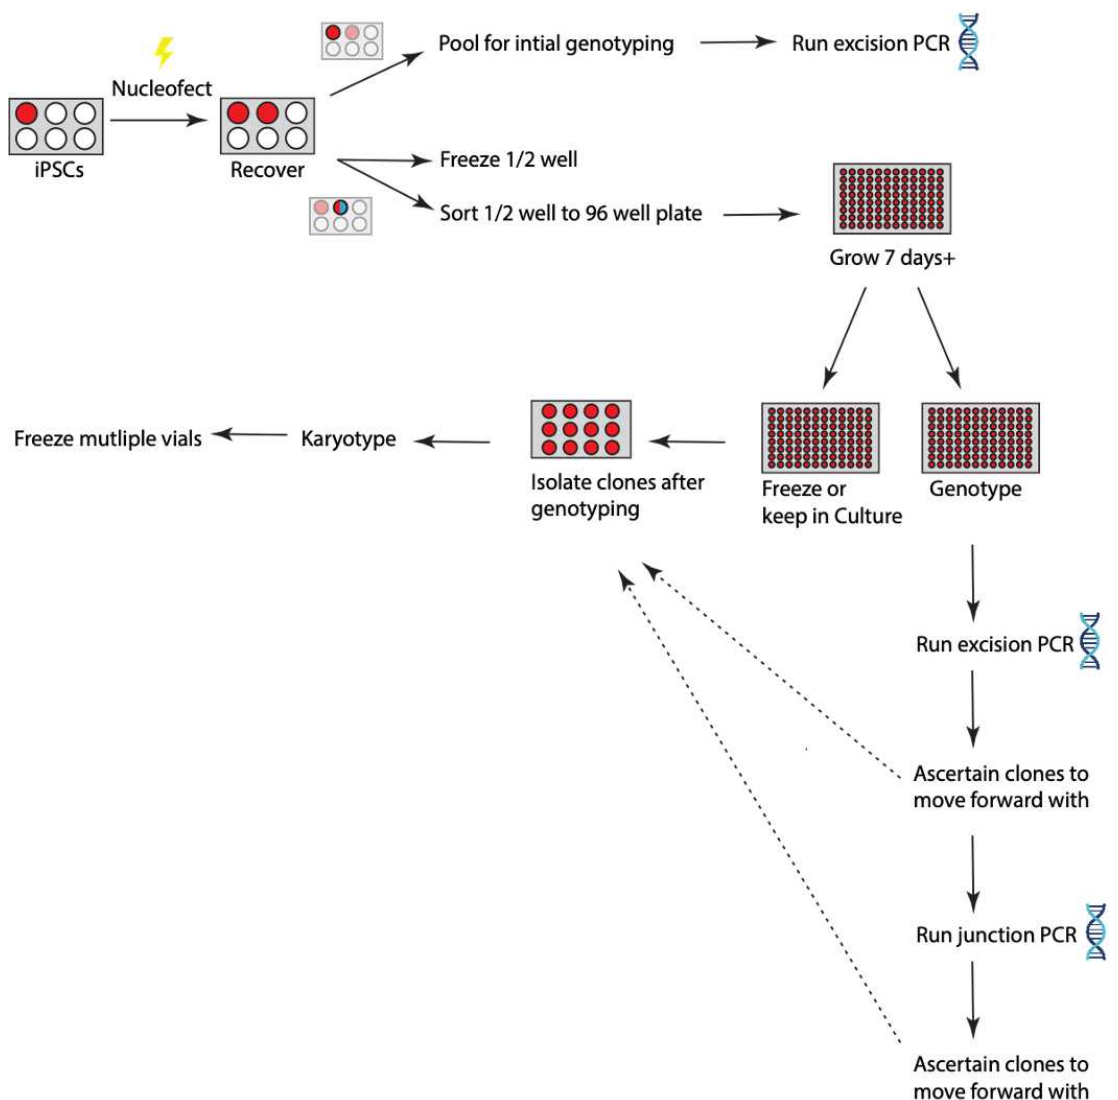 Pool for intial genotyping
Run excision PCR
Nucleofect
iPSCs
Recover
Freeze 1/2 well
Sort 1/2 well to 96 well plate
Grow 7 days+
Freeze mutliple vials
Karyotype
Isolate clones after
genotyping
Freeze or
keep in Culture
Genotype
Run excision PCR
Ascertain clones to
move forward with
Run junction PCR
Ascertain clones to
move forward with